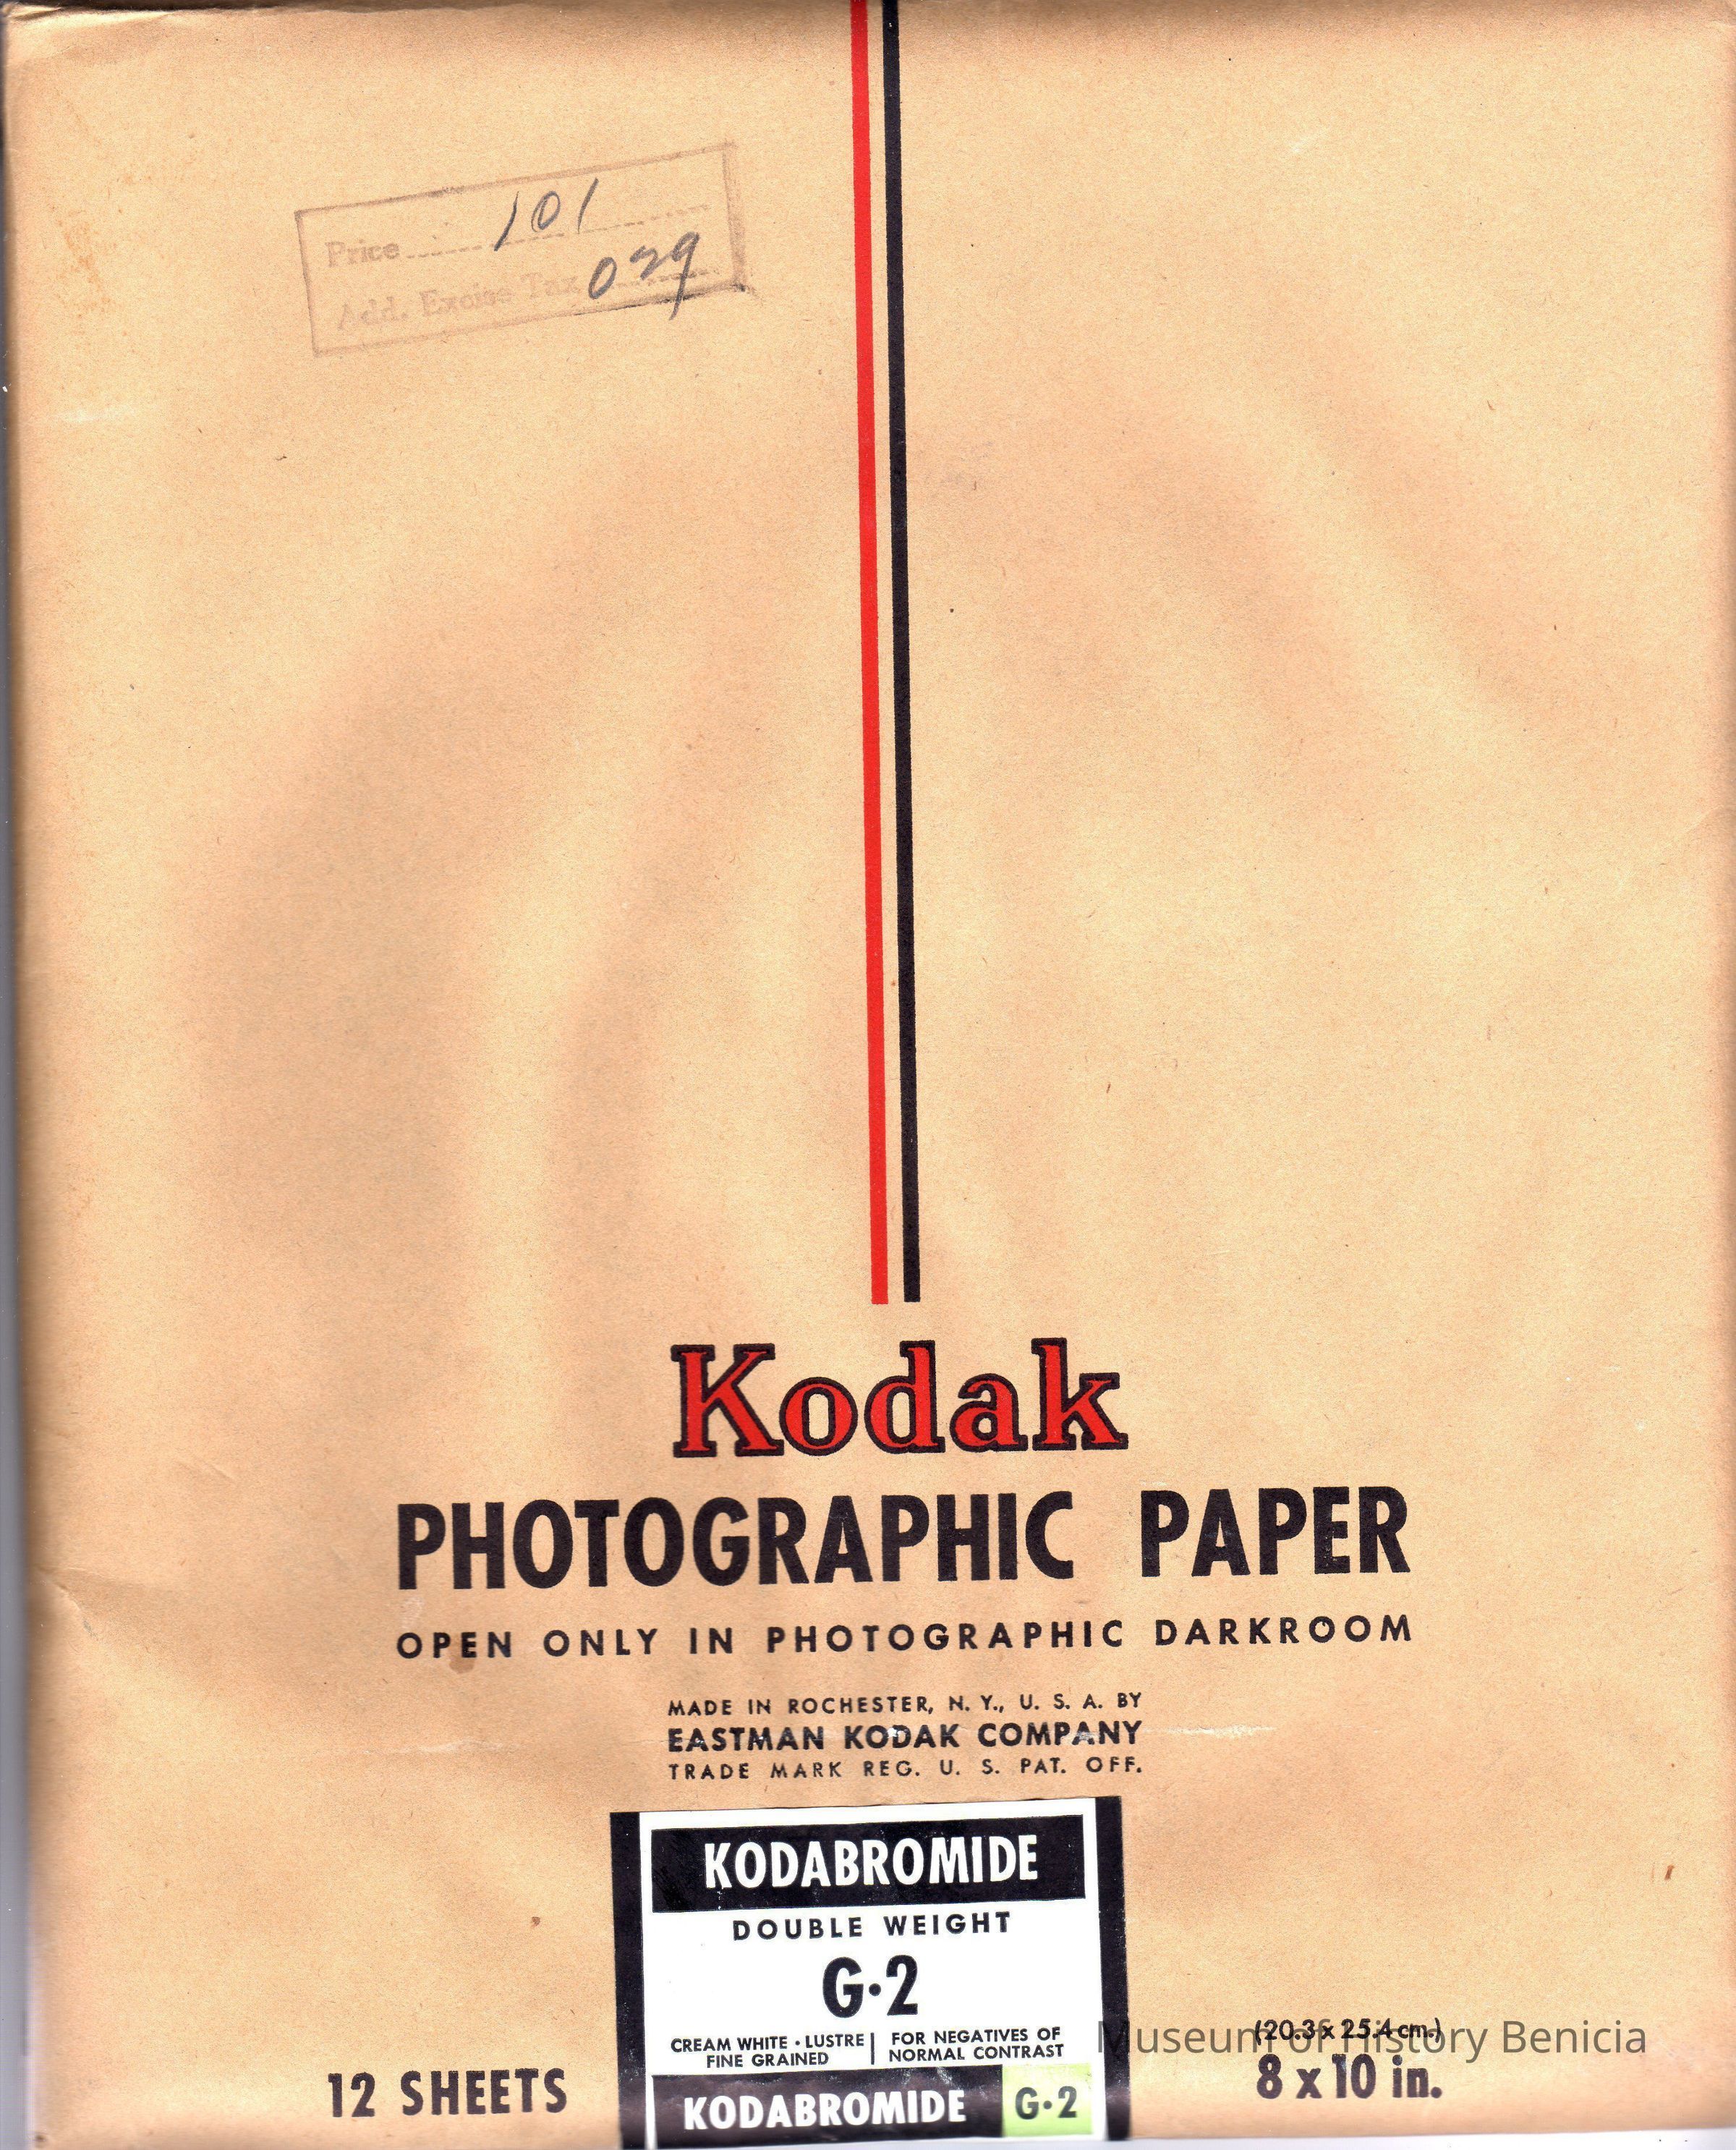 Price 101
Add. Excise Tax 029
Kodak
PHOTOGRAPHIC PAPER
OPEN ONLY IN PHOTOGRAPHIC DARKROOM
MADE IN ROCHESTER, N. Y., U. S. A. BY
EASTMAN KODAK COMPANY
TRADE MARK REG. U. S. PAT. OFF.
KODABROMIDE
DOUBLE WEIGHT
G·2
CREAM WHITE · LUSTRE
FINE GRAINED
FOR NEGATIVES OF
NORMAL CONTRAST
KODABROMIDE G·2
12 SHEETS
(20.3 x 25.4 cm.)
8 x 10 in.
Museum of History Benicia